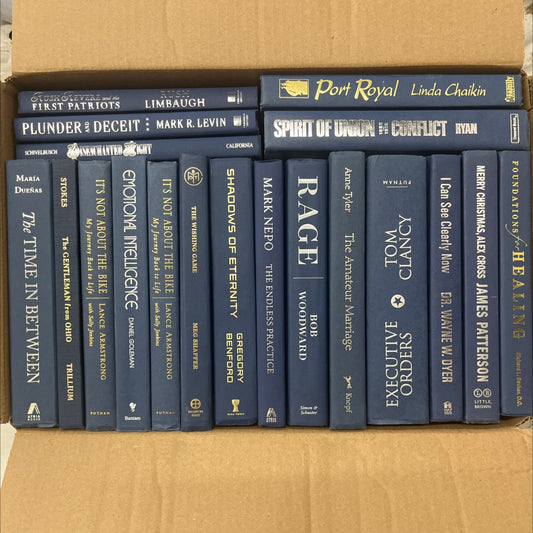 Rush Revere and the
FIRST PATRIOTS
RUSH
LIMBAUGH
PLUNDER AND DECEIT
MARK R. LEVIN
SCHIVELBUSCH
DISENCHANTED NIGHT
CALIFORNIA
Port Royal
Linda Chaikin
SPIRIT OF UNION
CONFLICT
RYAN
MARÍA
DUEÑAS
The TIME IN BETWEEN
ATRIA
BOOKS
STOKES
The GENTLEMAN from OHIO
TRILLIUM
IT'S NOT ABOUT THE BIKE
My Journey Back to Life
LANCE ARMSTRONG
with Sally Jenkins
PUTNAM
EMOTIONAL INTELLIGENCE
DANIEL GOLEMAN
Bantam
IT'S NOT ABOUT THE BIKE
My Journey Back to Life
LANCE ARMSTRONG
with Sally Jenkins
PUTNAM
THE WISHING GAME
MEG SHAFFER
BALLANTINE
BOOKS
SHADOWS OF ETERNITY
GREGORY
BENFORD
MARK NEPO
THE ENDLESS PRACTICE
ATRIA
RAGE
BOB
WOODWARD
Simon &
Schuster
Anne Tyler
The Amateur Marriage
Knopf
PUTNAM
TOM
CLANCY
EXECUTIVE
ORDERS
I Can See Clearly Now
DR. WAYNE W. DYER
MERRY CHRISTMAS, ALEX CROSS
JAMES PATTERSON
L B
LITTLE,
BROWN
FOUNDATIONS for HEALING